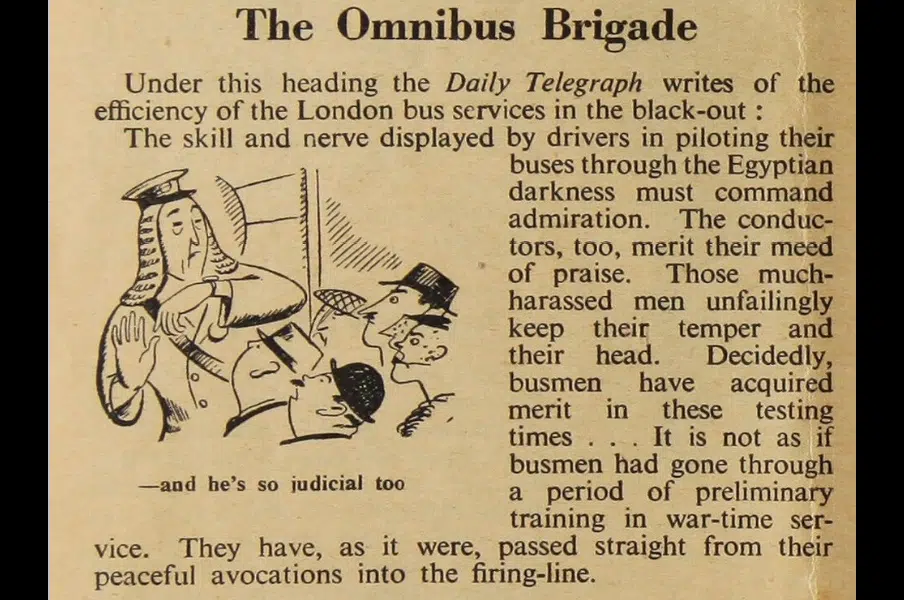 The Omnibus Brigade
Under this heading the Daily Telegraph writes of the
efficiency of the London bus services in the black-out :
The skill and nerve displayed by drivers in piloting their
buses through the Egyptian
darkness must command
admiration. The conduc-
tors, too, merit their meed
of praise. Those much-
harassed men unfailingly
keep their temper and
their head. Decidedly,
busmen have acquired
merit in these testing
times . . . It is not as if
busmen had gone through
a period of preliminary
training in war-time ser-
vice. They have, as it were, passed straight from their
peaceful avocations into the firing-line.
—and he's so judicial too